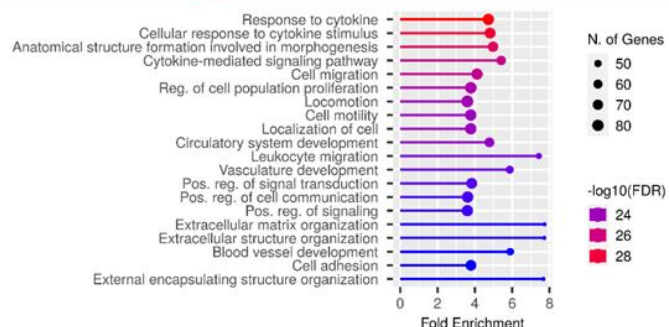 Response to cytokine
Cellular response to cytokine stimulus
Anatomical structure formation involved in morphogenesis
Cytokine-mediated signaling pathway
Cell migration
Reg. of cell population proliferation
Locomotion
Cell motility
Localization of cell
Circulatory system development
Leukocyte migration
Vasculature development
Pos. reg. of signal transduction
Pos. reg. of cell communication
Pos. reg. of signaling
Extracellular matrix organization
Extracellular structure organization
Blood vessel development
Cell adhesion
External encapsulating structure organization
0 2 4 6 8
Fold Enrichment
N. of Genes
50
60
70
80
-log10(FDR)
24
26
28